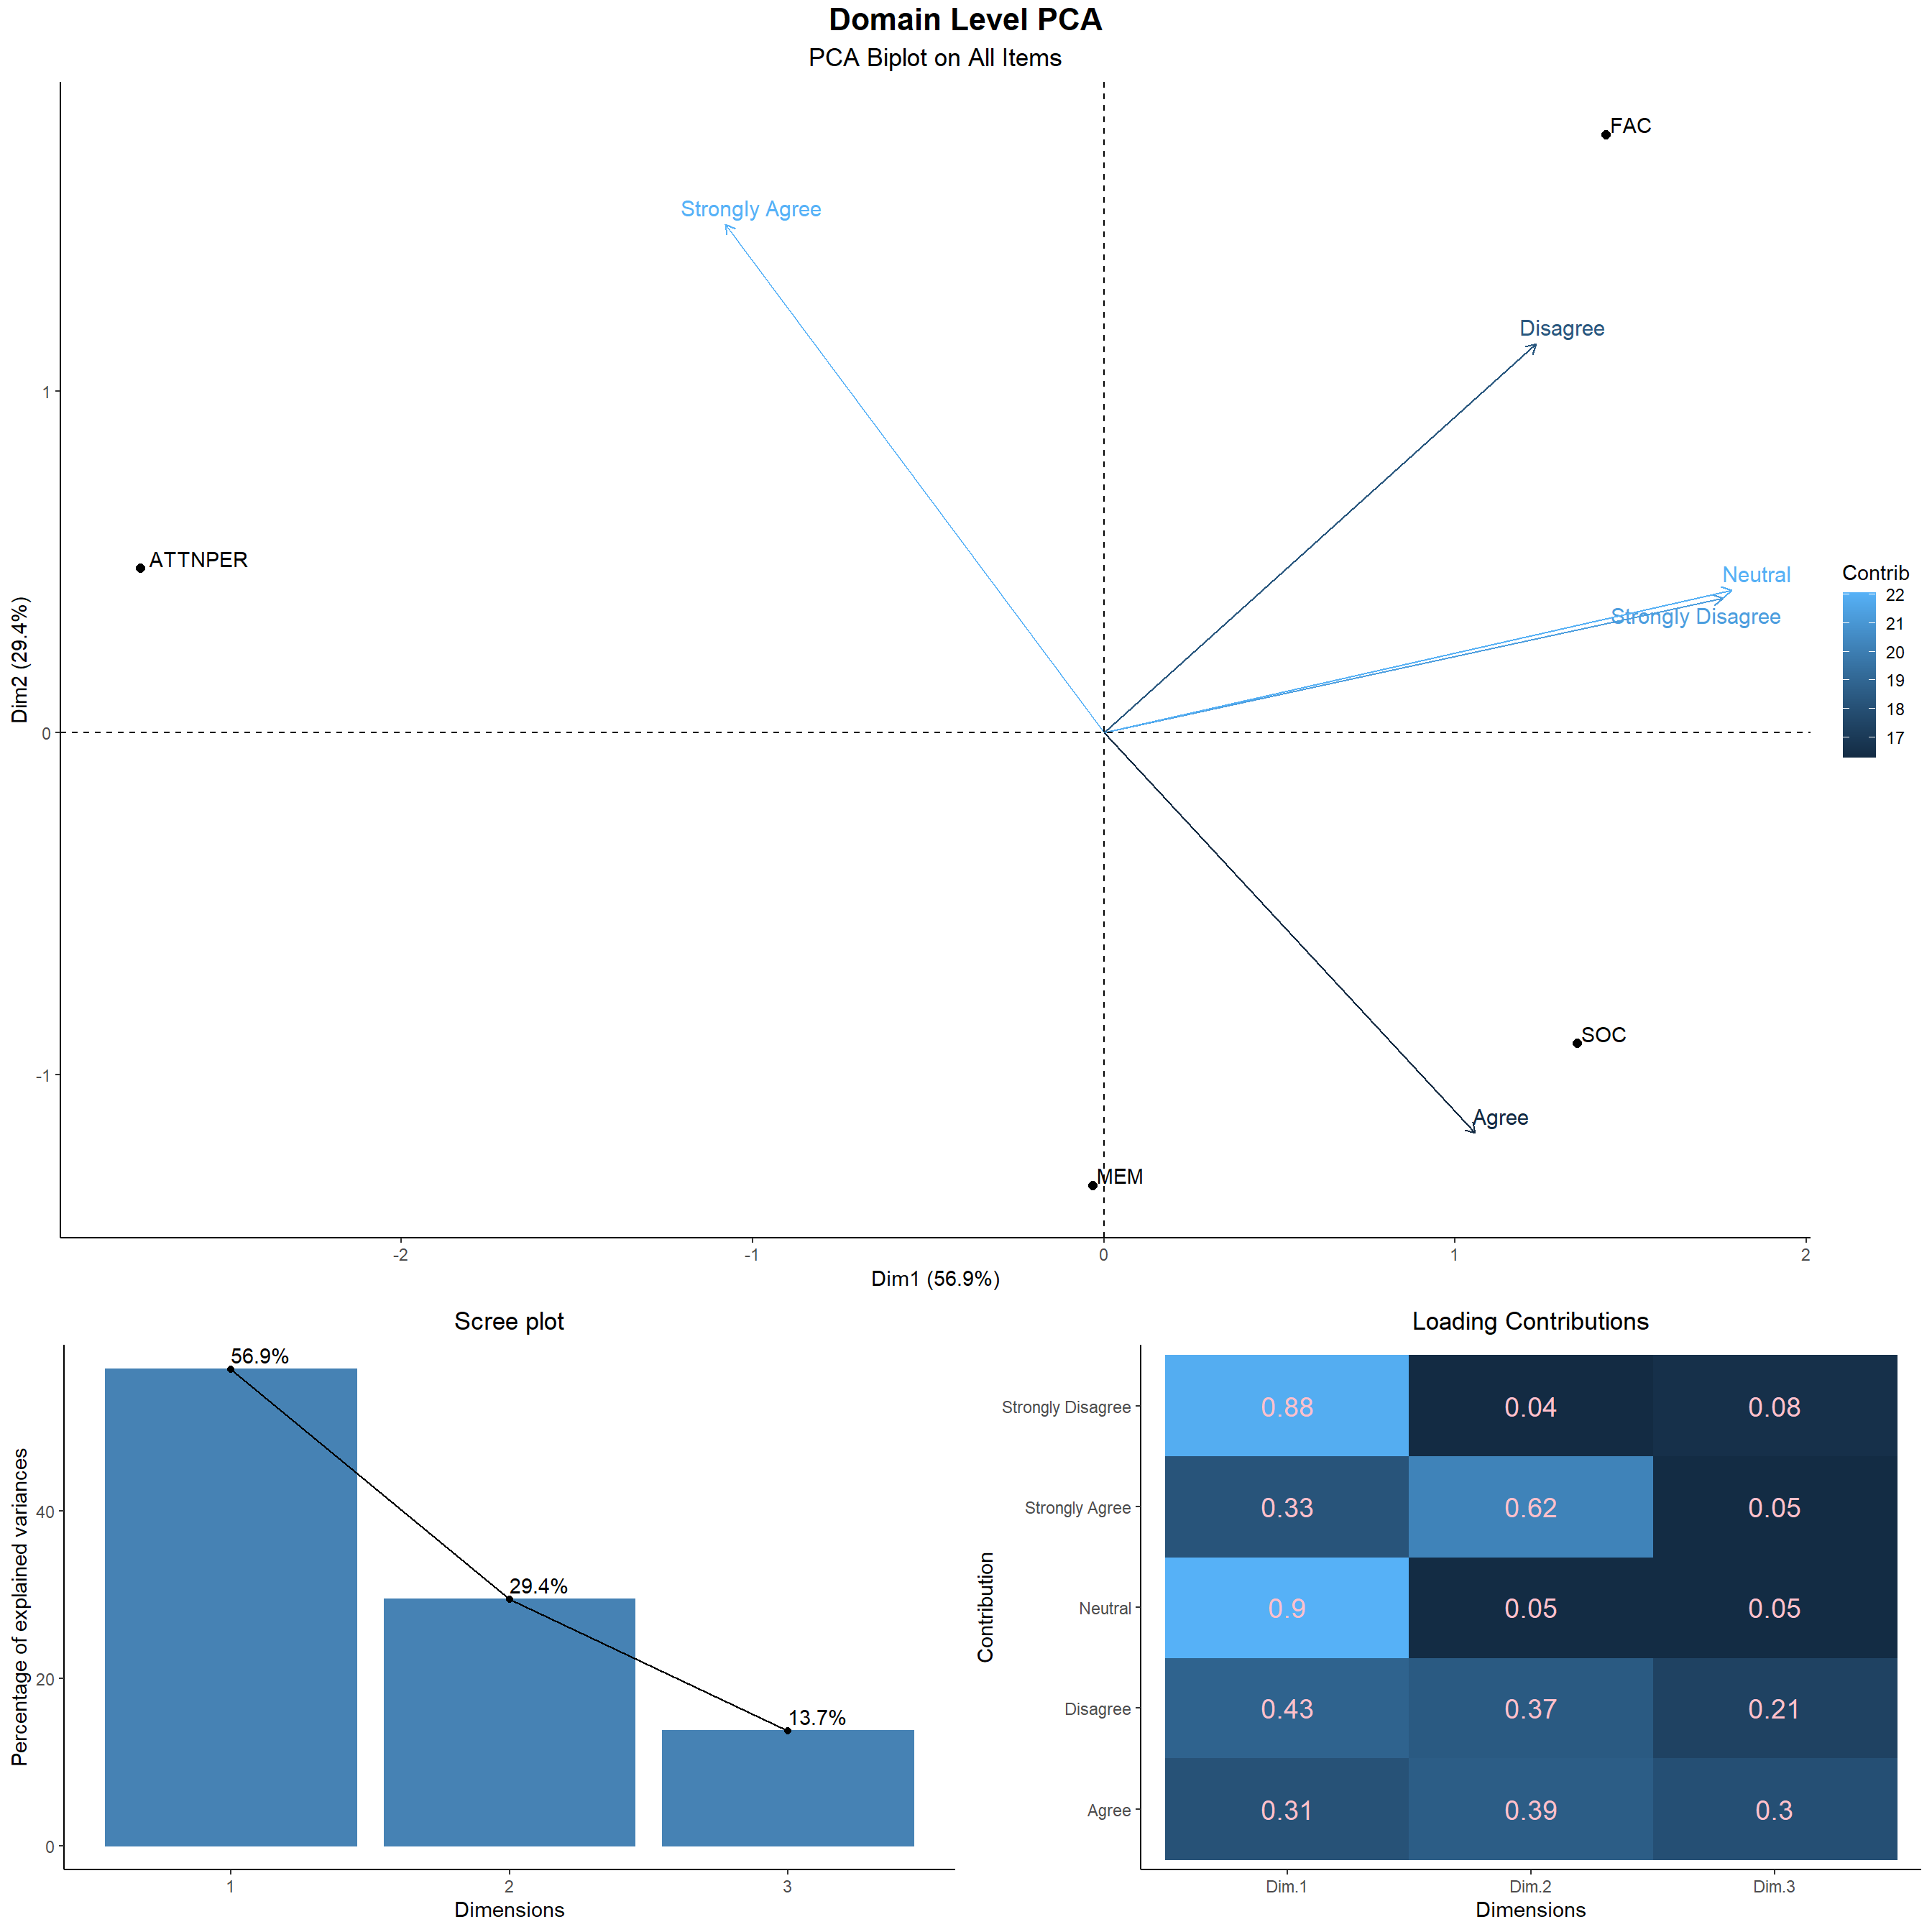 Domain Level PCA
PCA Biplot on All Items
FAC
Strongly Agree
Disagree
ATTNPER
Neutral
Strongly Disagree
SOC
Agree
MEM
Dim2 (29.4%)
1
0
-1
-2
-1
0
1
2
Dim1 (56.9%)
Contrib
22
21
20
19
18
17
Scree plot
56.9%
29.4%
13.7%
Percentage of explained variances
40
20
0
1
2
3
Dimensions
Loading Contributions
Contribution
Strongly Disagree 0.88 0.04 0.08
Strongly Agree 0.33 0.62 0.05
Neutral 0.9 0.05 0.05
Disagree 0.43 0.37 0.21
Agree 0.31 0.39 0.3
Dim.1 Dim.2 Dim.3
Dimensions